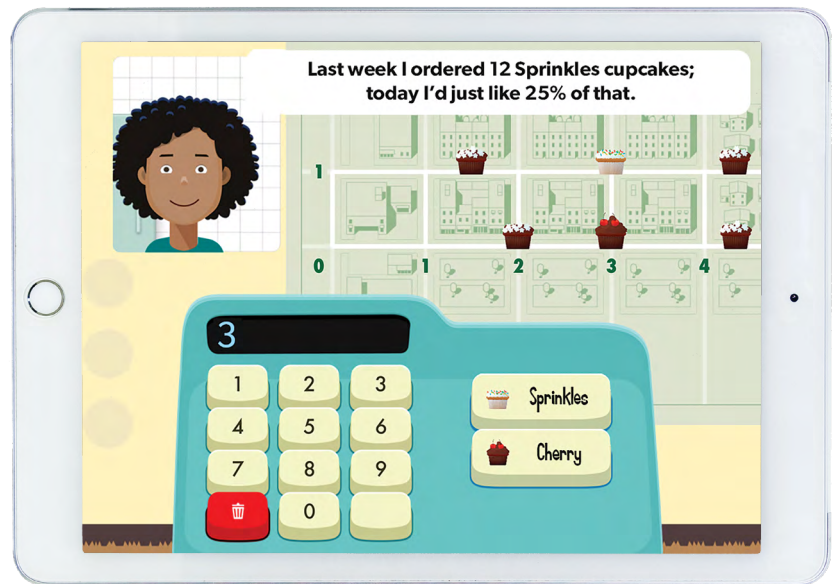 Last week I ordered 12 Sprinkles cupcakes;
today I'd just like 25% of that.
1
0 1 2 3 4
3
1 2 3
4 5 6
7 8 9
0
Sprinkles
Cherry